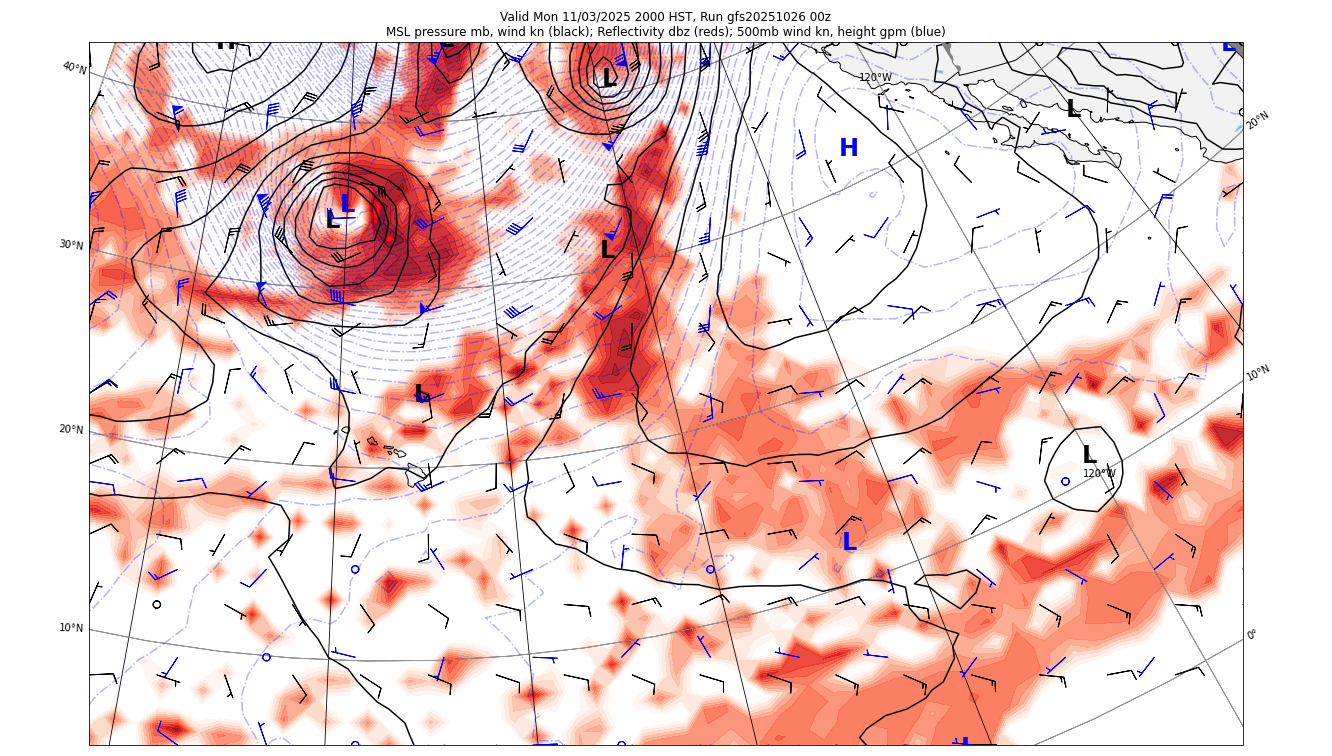 Valid Mon 11/03/2025 2000 HST, Run gfs20251026 00z
MSL pressure mb, wind kn (black); Reflectivity dbz (reds); 500mb wind kn, height gpm (blue)
H
L
L
40°N
L
120°W
L
20°N
H
L
L
30°N
L
10°N
L
20°N
L
120°W
L
10°N
0°
L